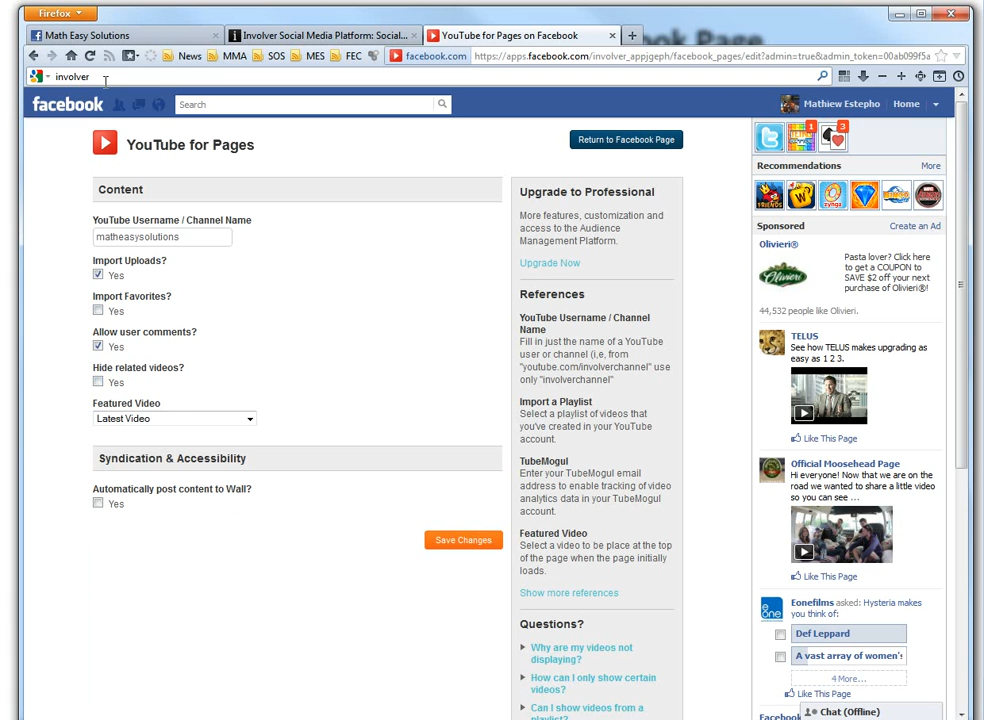 Firefox
Math Easy Solutions
Involver Social Media Platform: Social...
YouTube for Pages on Facebook
News
MMA
SOS
MES
FEC
facebook.com
https://apps.facebook.com/involver_appjgeph/facebook_pages/edit?admin=true&admin_token=00ab099f5a
involver
facebook
Search
Mathiew Estepho
Home
YouTube for Pages
Return to Facebook Page
Content
YouTube Username / Channel Name
matheasysolutions
Import Uploads?
Yes
Import Favorites?
Yes
Allow user comments?
Yes
Hide related videos?
Yes
Featured Video
Latest Video
Syndication & Accessibility
Automatically post content to Wall?
Yes
Save Changes
Upgrade to Professional
More features, customization and
access to the Audience
Management Platform.
Upgrade Now
References
YouTube Username / Channel
Name
Fill in just the name of a YouTube
user or channel (i,e, from
"youtube.com/involverchannel" use
only "involverchannel"
Import a Playlist
Select a playlist of videos that
you've created in your YouTube
account.
TubeMogul
Enter your TubeMogul email
address to enable tracking of video
analytics data in your TubeMogul
account.
Featured Video
Select a video to be place at the top
of the page when the page initially
loads.
Show more references
Questions?
Why are my videos not
displaying?
How can I only show certain
videos?
Can I show videos from a
playlist?
1
3
Recommendations
More
Sponsored
Create an Ad
Olivieri®
Olivieri
Pasta lover? Click here
to get a COUPON to
SAVE $2 off your next
purchase of Olivieri®!
44,532 people like Olivieri.
TELUS
See how TELUS makes upgrading as
easy as 1 2 3.
Like This Page
Official Moosehead Page
Hi everyone! Now that we are on the
road we wanted to share a little video
so you can see ...
Like This Page
Eonefilms asked: Hysteria makes
you think of:
Def Leppard
A vast array of women's
4 More...
Like This Page
Chat (Offline)